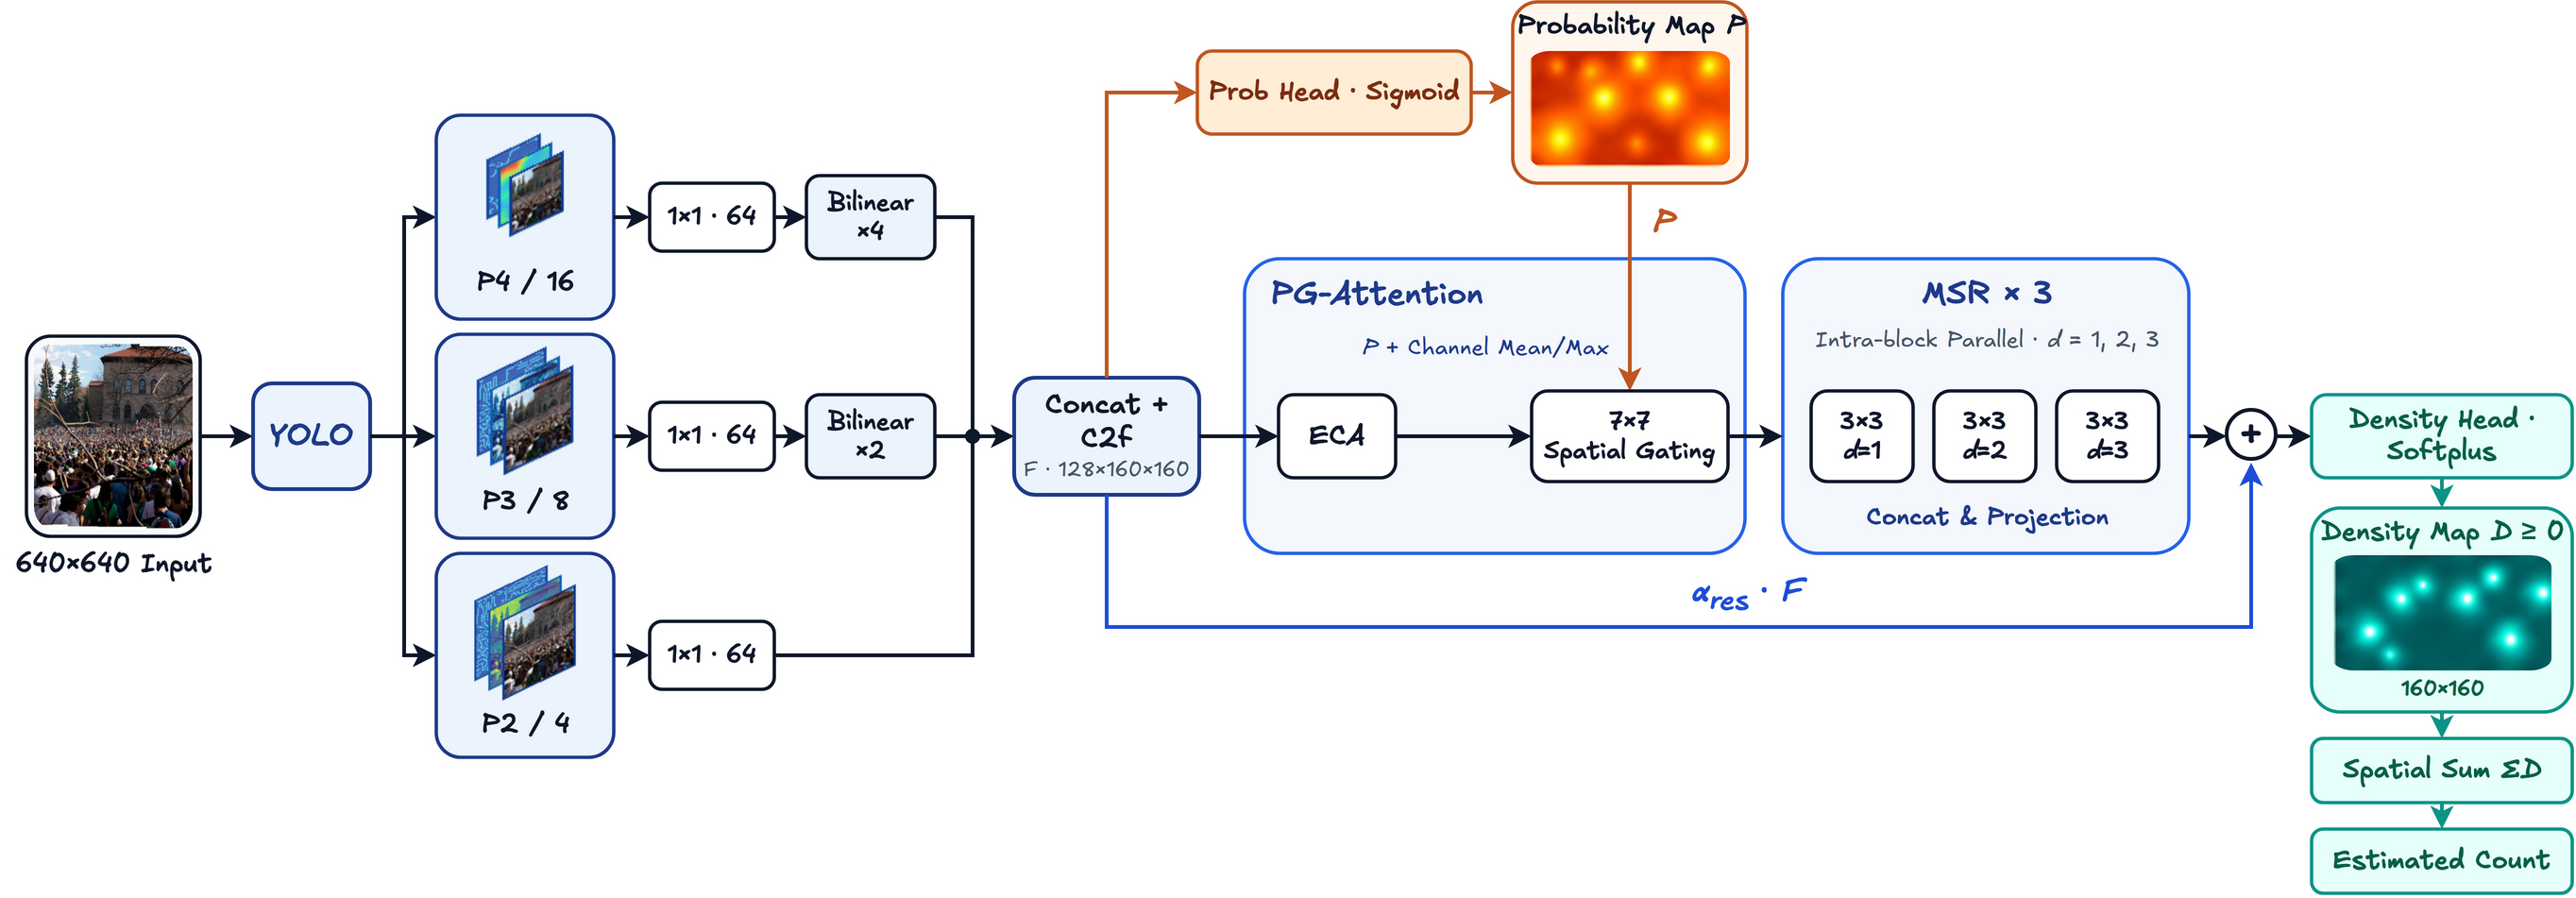 640×640 Input
YOLO
P4 / 16
1×1 · 64
Bilinear
×4
P3 / 8
1×1 · 64
Bilinear
×2
P2 / 4
1×1 · 64
Concat +
C2f
F · 128×160×160
Prob Head · Sigmoid
Probability Map P
P
PG-Attention
P + Channel Mean/Max
ECA
7×7
Spatial Gating
MSR × 3
Intra-block Parallel · d = 1, 2, 3
3×3
d=1
3×3
d=2
3×3
d=3
Concat & Projection
α_res · F
+
Density Head ·
Softplus
Density Map D ≥ 0
160×160
Spatial Sum ΣD
Estimated Count